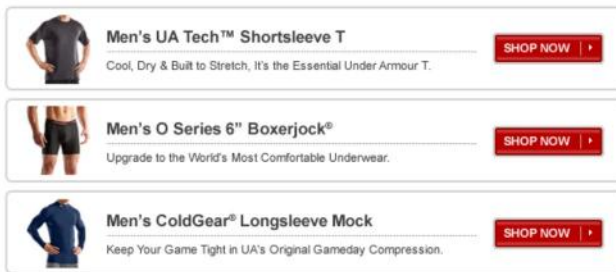 Men's UA Tech™ Shortsleeve T
SHOP NOW
Cool, Dry & Built to Stretch, It's the Essential Under Armour T.
Men's O Series 6" Boxerjock®
SHOP NOW
Upgrade to the World's Most Comfortable Underwear.
Men's ColdGear® Longsleeve Mock
SHOP NOW
Keep Your Game Tight in UA's Original Gameday Compression.